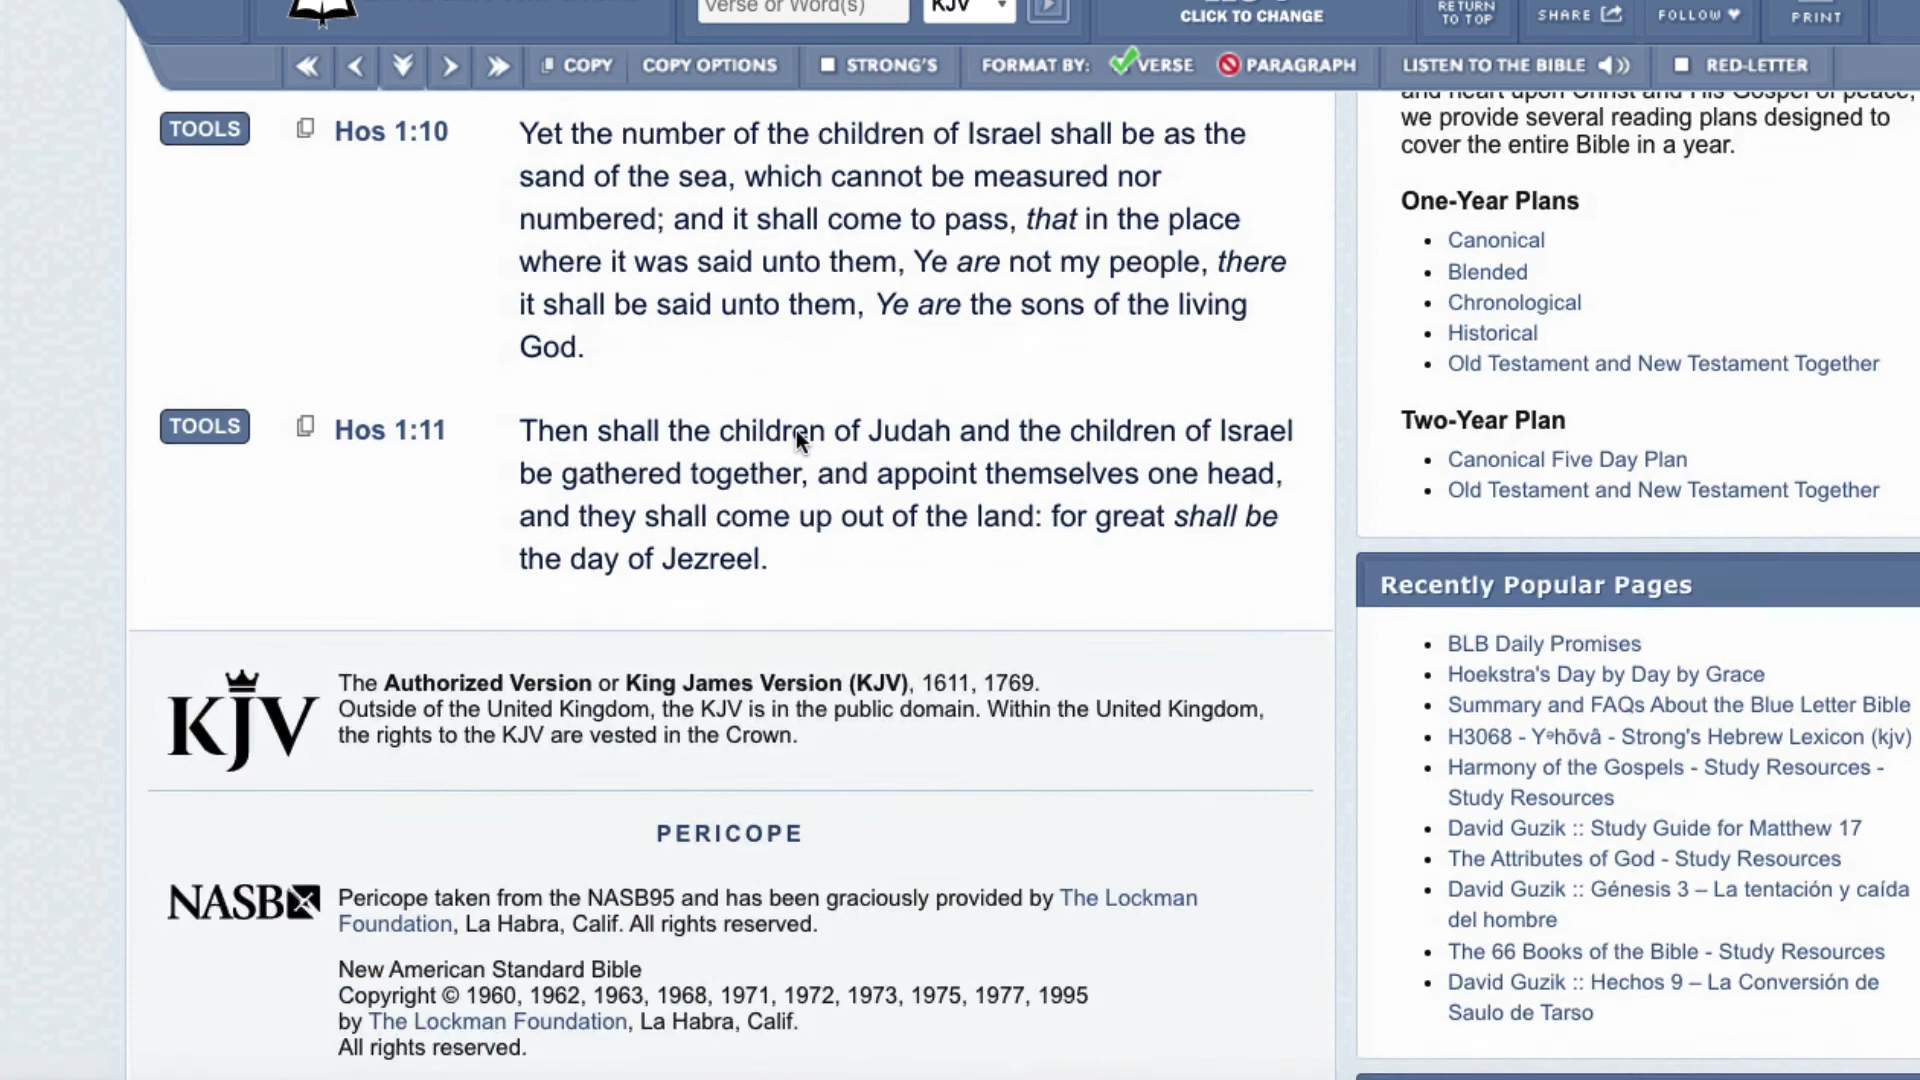 Verse or Word(s)
KJV
CLICK TO CHANGE
RETURN
TO TOP
SHARE
FOLLOW
PRINT
COPY
COPY OPTIONS
STRONG'S
FORMAT BY:
VERSE
PARAGRAPH
LISTEN TO THE BIBLE
RED-LETTER
TOOLS
Hos 1:10
Yet the number of the children of Israel shall be as the
sand of the sea, which cannot be measured nor
numbered; and it shall come to pass, that in the place
where it was said unto them, Ye are not my people, there
it shall be said unto them, Ye are the sons of the living
God.
TOOLS
Hos 1:11
Then shall the children of Judah and the children of Israel
be gathered together, and appoint themselves one head,
and they shall come up out of the land: for great shall be
the day of Jezreel.
KJV
The Authorized Version or King James Version (KJV), 1611, 1769.
Outside of the United Kingdom, the KJV is in the public domain. Within the United Kingdom,
the rights to the KJV are vested in the Crown.
PERICOPE
NASB
Pericope taken from the NASB95 and has been graciously provided by The Lockman
Foundation, La Habra, Calif. All rights reserved.
New American Standard Bible
Copyright © 1960, 1962, 1963, 1968, 1971, 1972, 1973, 1975, 1977, 1995
by The Lockman Foundation, La Habra, Calif.
All rights reserved.
and heart upon Christ and His Gospel of peace,
we provide several reading plans designed to
cover the entire Bible in a year.
One-Year Plans
Canonical
Blended
Chronological
Historical
Old Testament and New Testament Together
Two-Year Plan
Canonical Five Day Plan
Old Testament and New Testament Together
Recently Popular Pages
BLB Daily Promises
Hoekstra's Day by Day by Grace
Summary and FAQs About the Blue Letter Bible
H3068 - Yᵊhōvâ - Strong's Hebrew Lexicon (kjv)
Harmony of the Gospels - Study Resources -
Study Resources
David Guzik :: Study Guide for Matthew 17
The Attributes of God - Study Resources
David Guzik :: Génesis 3 – La tentación y caída
del hombre
The 66 Books of the Bible - Study Resources
David Guzik :: Hechos 9 – La Conversión de
Saulo de Tarso